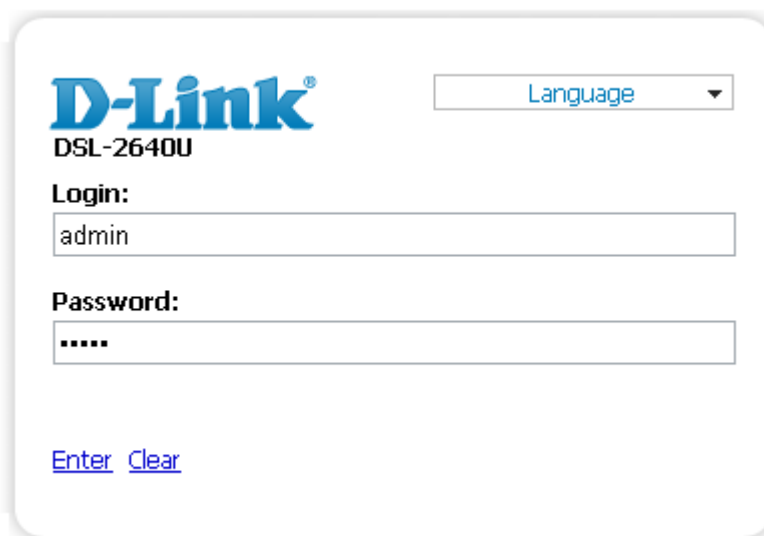 D-Link®
Language
DSL-2640U
Login:
admin
Password:
•••••
Enter Clear